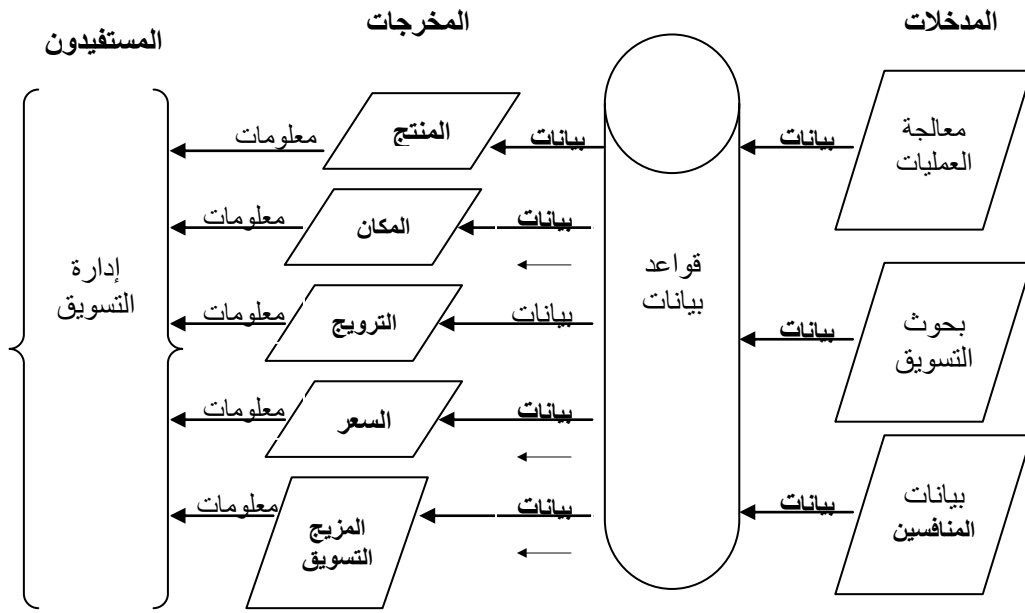 المدخلات
المخرجات
المستفيدون
معالجة
العمليات
بيانات
بيانات
المنتج
معلومات
بيانات
المكان
معلومات
قواعد
بيانات
إدارة
التسويق
بحوث
التسويق
بيانات
بيانات
الترويج
معلومات
بيانات
السعر
معلومات
بيانات
المنافسين
بيانات
بيانات
المزيج
التسويق
معلومات